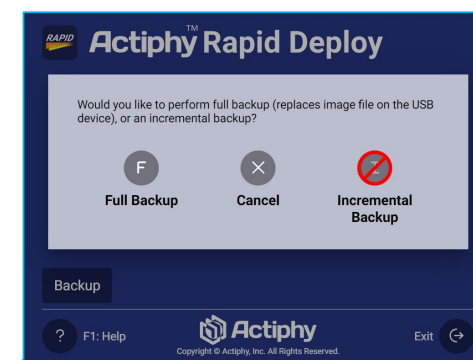 RAPID
Actiphy™ Rapid Deploy
Would you like to perform full backup (replaces image file on the USB
device), or an incremental backup?
F
Full Backup
Cancel
Incremental
Backup
Backup
? F1: Help
Actiphy
Copyright © Actiphy, Inc. All Rights Reserved.
Exit